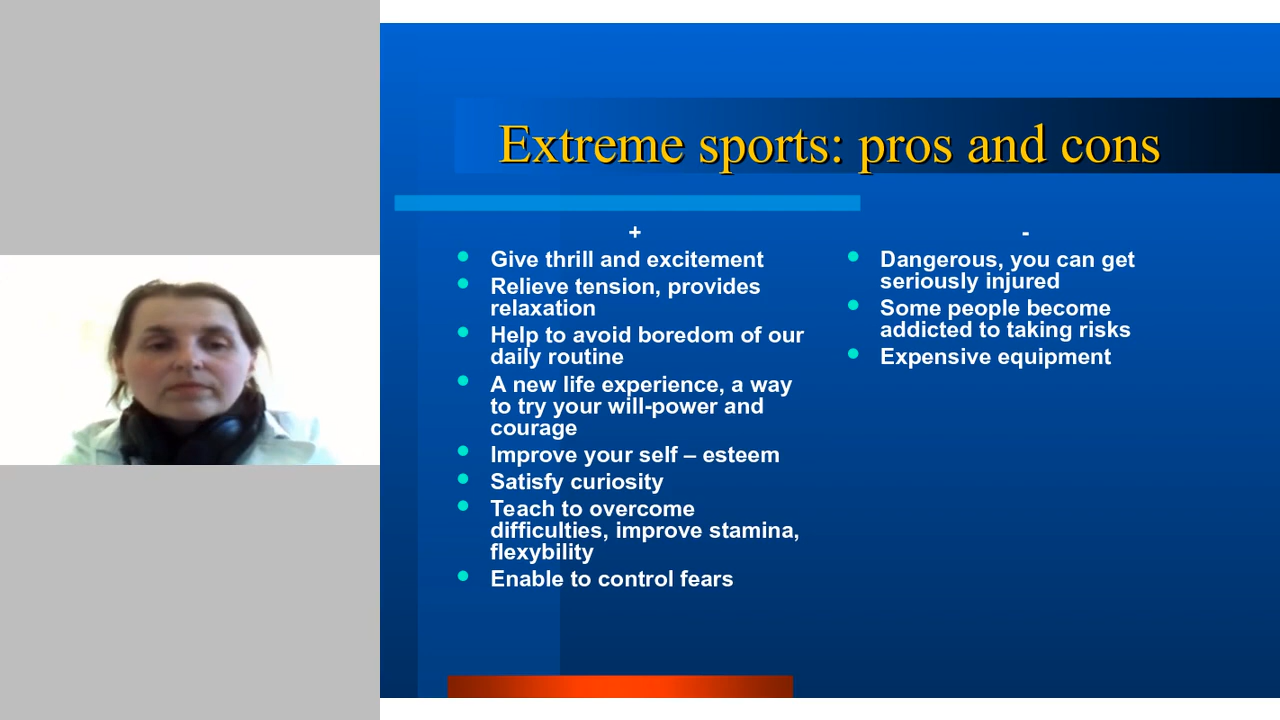 Extreme sports: pros and cons
+
Give thrill and excitement
Relieve tension, provides
relaxation
Help to avoid boredom of our
daily routine
A new life experience, a way
to try your will-power and
courage
Improve your self – esteem
Satisfy curiosity
Teach to overcome
difficulties, improve stamina,
flexybility
Enable to control fears
-
Dangerous, you can get
seriously injured
Some people become
addicted to taking risks
Expensive equipment